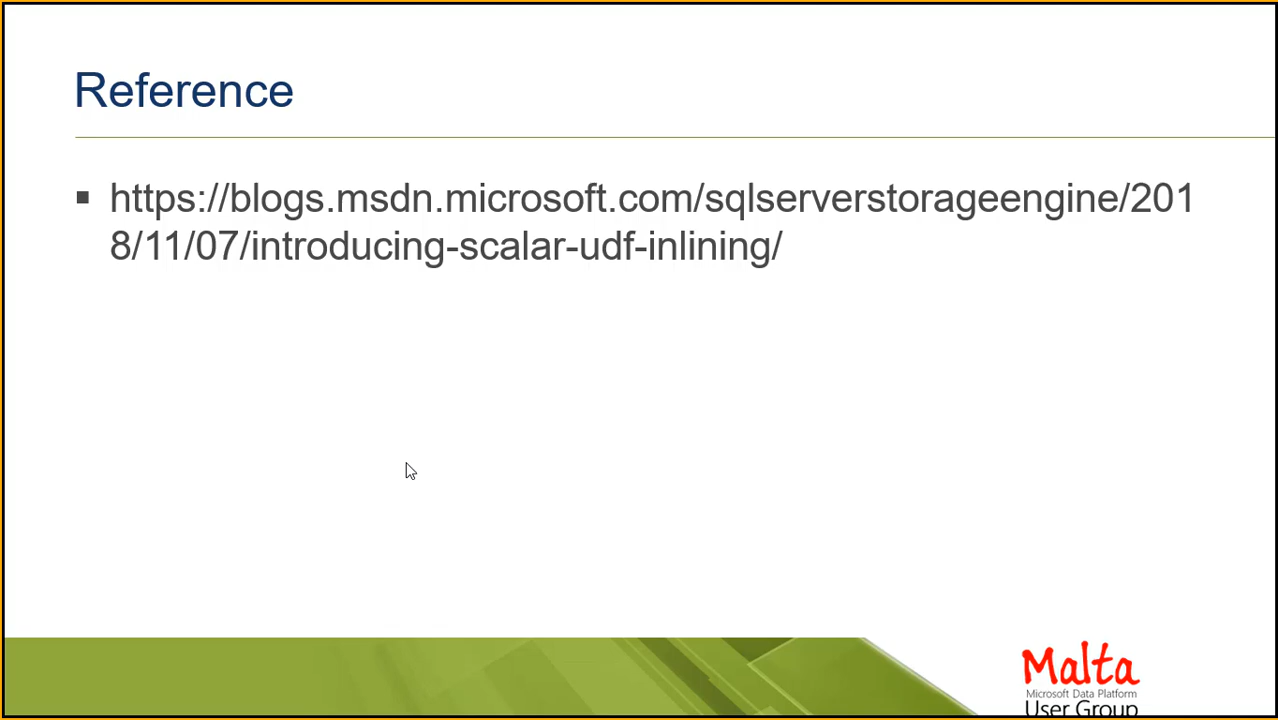 Reference
▪ https://blogs.msdn.microsoft.com/sqlserverstorageengine/201
8/11/07/introducing-scalar-udf-inlining/
Malta
Microsoft Data Platform
User Group